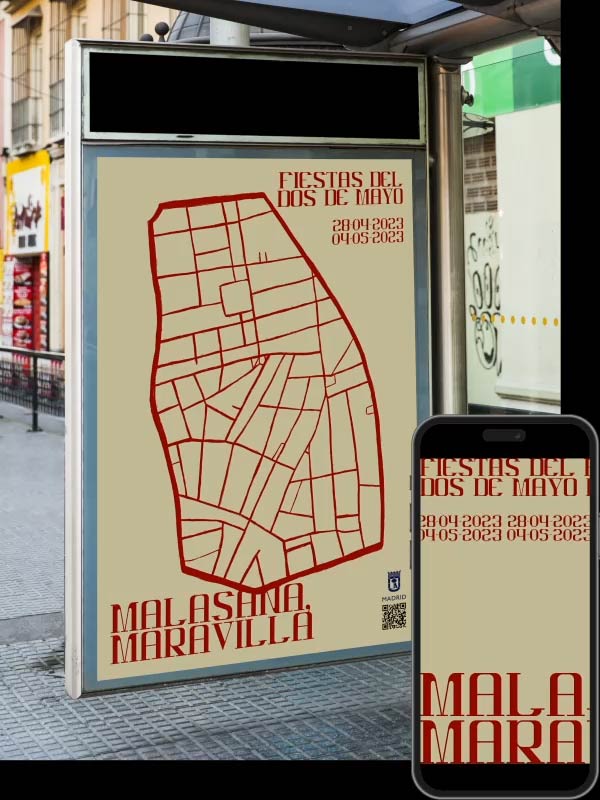 FIESTAS DEL
DOS DE MAYO
28·04·2023
04·05·2023
MALASAÑA,
MARAVILLA
MADRID
FIESTAS DEL
DOS DE MAYO
28·04·2023 28·04·2023
04·05·2023 04·05·2023
MALA
MARA